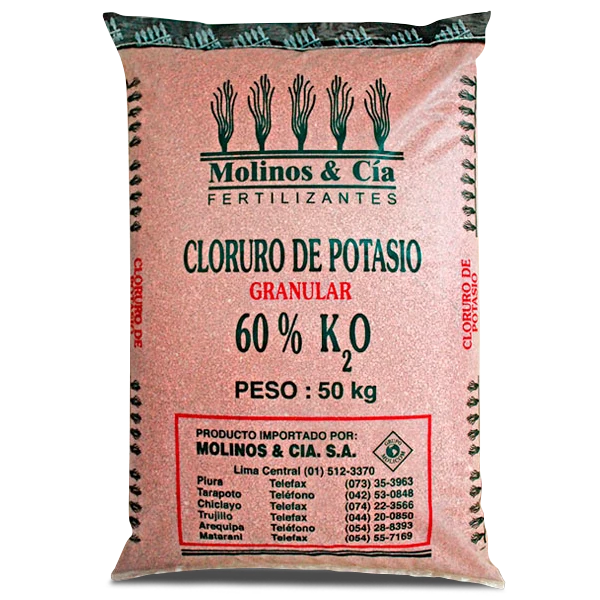 Molinos & Cía
FERTILIZANTES
CLORURO DE POTASIO
GRANULAR
60 % K₂O
PESO : 50 kg
CLORURO DE
CLORURO DE
POTASIO
PRODUCTO IMPORTADO POR:
MOLINOS & CIA. S.A.
Lima Central (01) 512-3370
Piura Telefax (073) 35-3963
Tarapoto Teléfono (042) 53-0848
Chiclayo Telefax (074) 22-3566
Trujillo Telefax (044) 20-0850
Arequipa Teléfono (054) 28-8393
Matarani Telefax (054) 55-7169